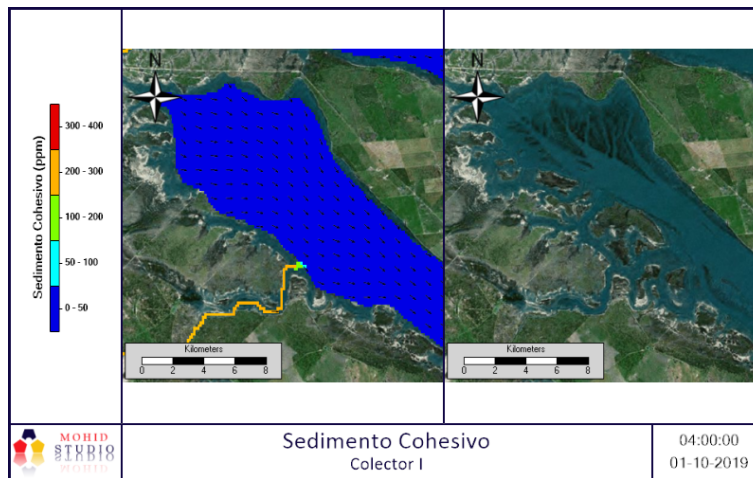 N
N
Sedimento Cohesivo (ppm)
300 - 400
200 - 300
100 - 200
50 - 100
0 - 50
Kilometers
0 2 4 6 8
Kilometers
0 2 4 6 8
MOHID
STUDIO
Sedimento Cohesivo
Colector I
04:00:00
01-10-2019